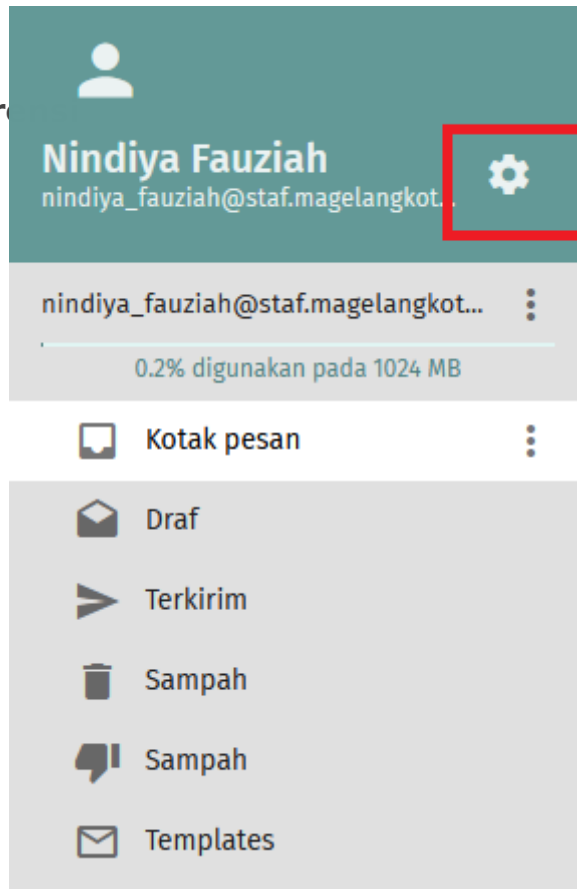 Nindiya Fauziah
nindiya_fauziah@staf.magelangkot...
nindiya_fauziah@staf.magelangkot...
0.2% digunakan pada 1024 MB
Kotak pesan
Draf
Terkirim
Sampah
Sampah
Templates